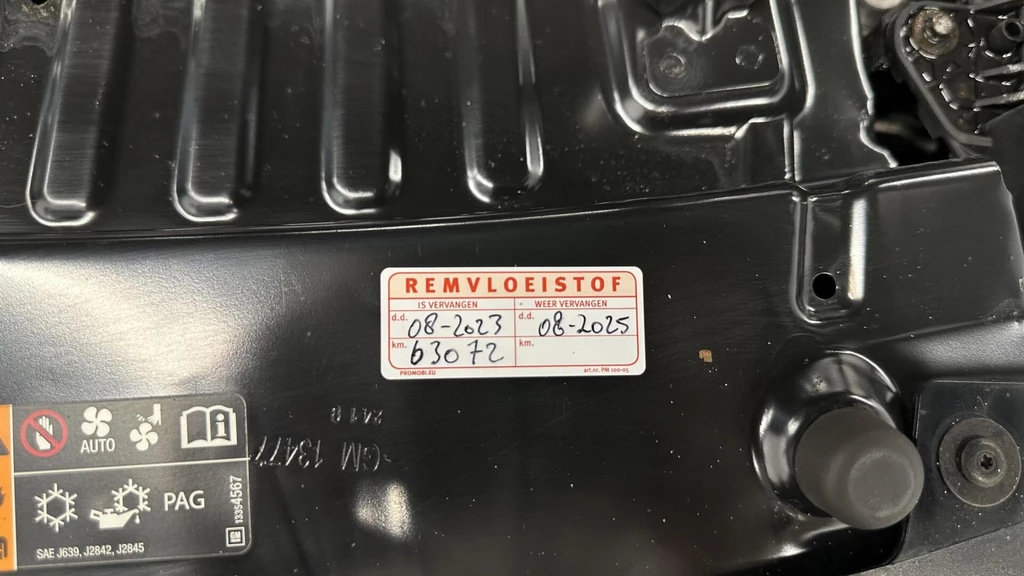 REMVLOEISTOF
IS VERVANGEN
WEER VERVANGEN
d.d. 08-2023
d.d. 08-2025
km. 63072
km.
PROMOBI.EU
art.nr. PM 100-05
AUTO
PAG
SAE J639, J2842, J2845
13354567
GM
GM 13477